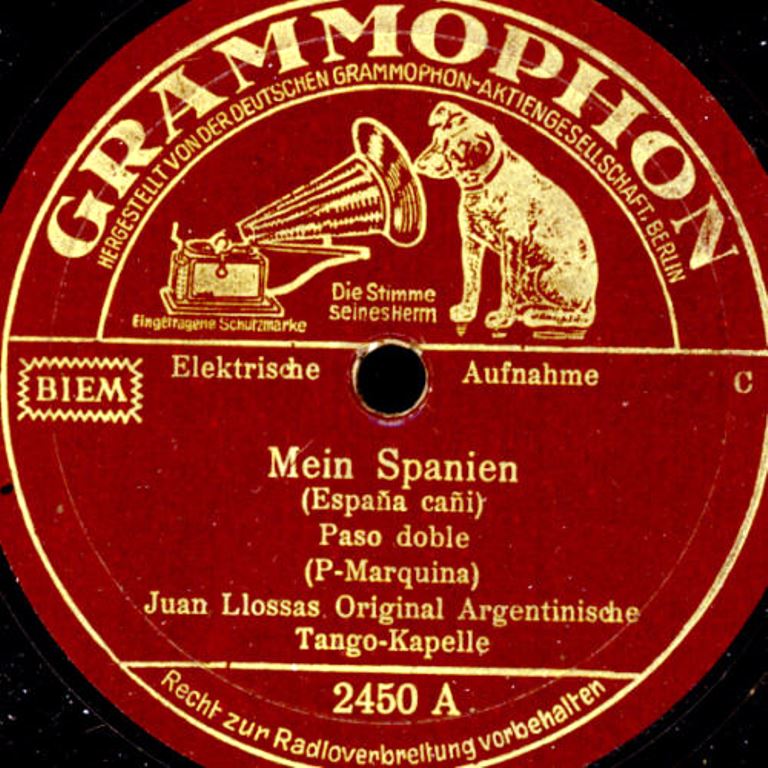 GRAMMOPHON
HERGESTELLT VON DER DEUTSCHEN GRAMMOPHON-AKTIENGESELLSCHAFT, BERLIN
Die Stimme
seines Herrn
Eingetragene Schutzmarke
Elektrische Aufnahme C
BIEM
Mein Spanien
(España cañi)
Paso doble
(P-Marquina)
Juan Llossas Original Argentinische
Tango-Kapelle
2450 A
Recht zur Radioverbreitung vorbehalten